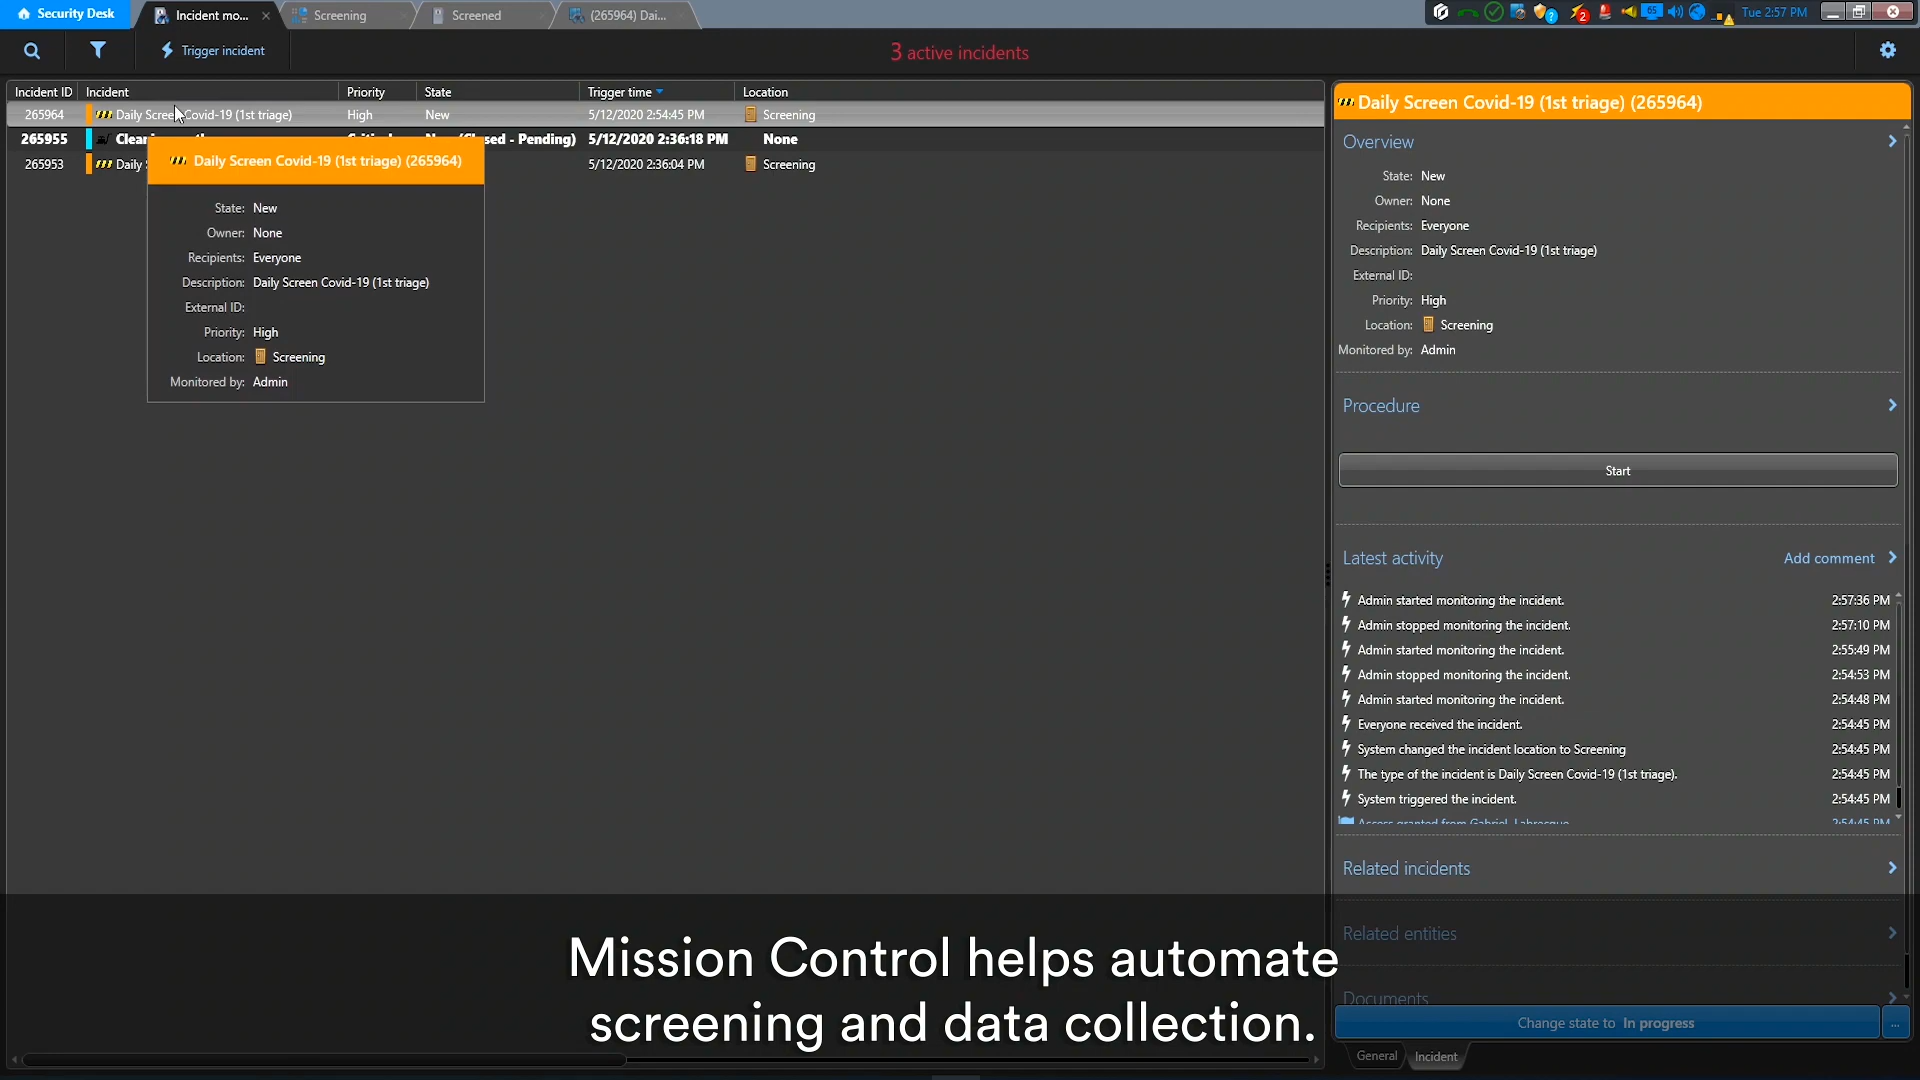 Security Desk
Incident mo...
Screening
Screened
(265964) Dai...
Tue 2:57 PM
Trigger incident
3 active incidents
Incident ID Incident Priority State Trigger time Location
265964 Daily Screen Covid-19 (1st triage) High New 5/12/2020 2:54:45 PM Screening
265955 5/12/2020 2:36:18 PM None
265953 Daily 5/12/2020 2:36:04 PM Screening
Daily Screen Covid-19 (1st triage) (265964)
State: New
Owner: None
Recipients: Everyone
Description: Daily Screen Covid-19 (1st triage)
External ID:
Priority: High
Location: Screening
Monitored by: Admin
Daily Screen Covid-19 (1st triage) (265964)
Overview
State: New
Owner: None
Recipients: Everyone
Description: Daily Screen Covid-19 (1st triage)
External ID:
Priority: High
Location: Screening
Monitored by: Admin
Procedure
Start
Latest activity Add comment
Admin started monitoring the incident. 2:57:36 PM
Admin stopped monitoring the incident. 2:57:10 PM
Admin started monitoring the incident. 2:55:49 PM
Admin stopped monitoring the incident. 2:54:53 PM
Admin started monitoring the incident. 2:54:48 PM
Everyone received the incident. 2:54:45 PM
System changed the incident location to Screening 2:54:45 PM
The type of the incident is Daily Screen Covid-19 (1st triage). 2:54:45 PM
System triggered the incident. 2:54:45 PM
Access granted from Gabriel 2:54:45 PM
Related incidents
Related entities
Documents
Change state to In progress
...
General Incident
Mission Control helps automate
screening and data collection.